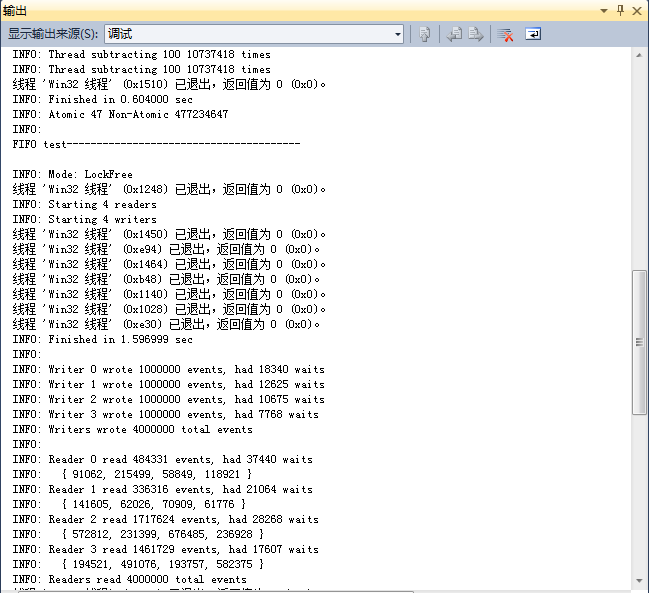 输出
显示输出来源(S): 调试
INFO: Thread subtracting 100 10737418 times
INFO: Thread subtracting 100 10737418 times
线程 'Win32 线程' (0x1510) 已退出，返回值为 0 (0x0)。
INFO: Finished in 0.604000 sec
INFO: Atomic 47 Non-Atomic 477234647
INFO:
FIFO test---------------------------------------
INFO: Mode: LockFree
线程 'Win32 线程' (0x1248) 已退出，返回值为 0 (0x0)。
INFO: Starting 4 readers
INFO: Starting 4 writers
线程 'Win32 线程' (0x1450) 已退出，返回值为 0 (0x0)。
线程 'Win32 线程' (0xe94) 已退出，返回值为 0 (0x0)。
线程 'Win32 线程' (0x1464) 已退出，返回值为 0 (0x0)。
线程 'Win32 线程' (0xb48) 已退出，返回值为 0 (0x0)。
线程 'Win32 线程' (0x1140) 已退出，返回值为 0 (0x0)。
线程 'Win32 线程' (0x1028) 已退出，返回值为 0 (0x0)。
线程 'Win32 线程' (0xe30) 已退出，返回值为 0 (0x0)。
INFO: Finished in 1.596999 sec
INFO:
INFO: Writer 0 wrote 1000000 events, had 18340 waits
INFO: Writer 1 wrote 1000000 events, had 12625 waits
INFO: Writer 2 wrote 1000000 events, had 10675 waits
INFO: Writer 3 wrote 1000000 events, had 7768 waits
INFO: Writers wrote 4000000 total events
INFO:
INFO: Reader 0 read 484331 events, had 37440 waits
INFO: { 91062, 215499, 58849, 118921 }
INFO: Reader 1 read 336316 events, had 21064 waits
INFO: { 141605, 62026, 70909, 61776 }
INFO: Reader 2 read 1717624 events, had 28268 waits
INFO: { 572812, 231399, 676485, 236928 }
INFO: Reader 3 read 1461729 events, had 17607 waits
INFO: { 194521, 491076, 193757, 582375 }
INFO: Readers read 4000000 total events